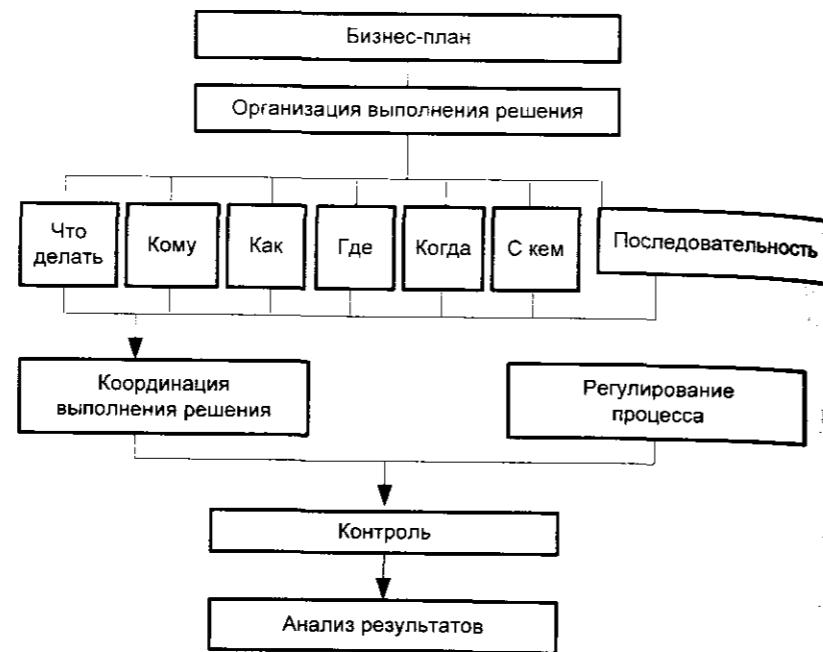 Бизнес-план
Организация выполнения решения
Что
делать
Кому
Как
Где
Когда
С кем
Последовательность
Координация
выполнения решения
Регулирование
процесса
Контроль
Анализ результатов